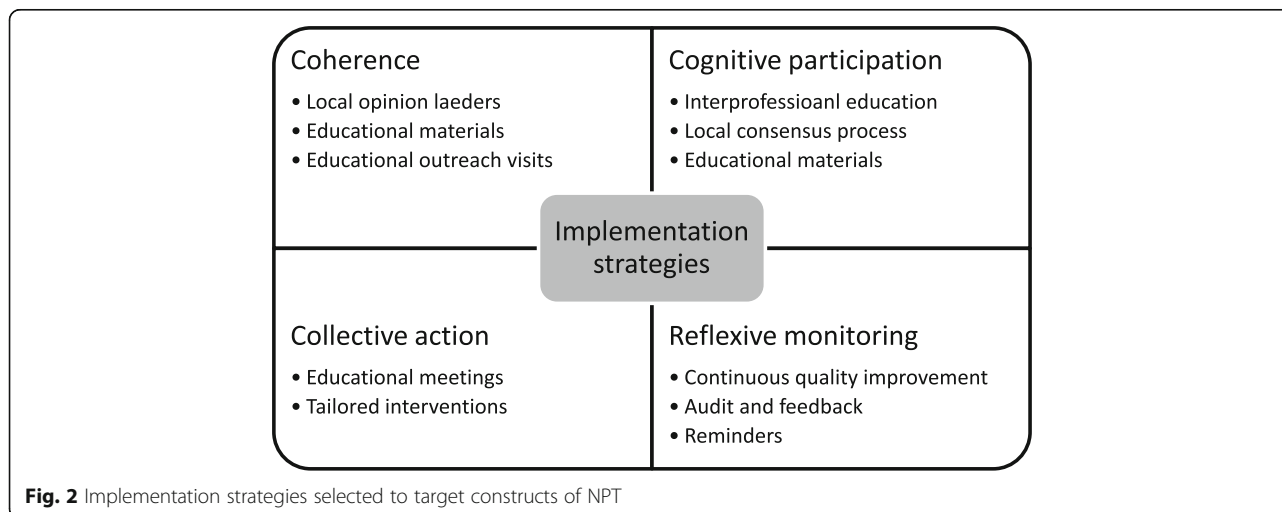 Coherence
• Local opinion laeders
• Educational materials
• Educational outreach visits
Cognitive participation
• Interprofessioanl education
• Local consensus process
• Educational materials
Implementation
strategies
Collective action
• Educational meetings
• Tailored interventions
Reflexive monitoring
• Continuous quality improvement
• Audit and feedback
• Reminders
Fig. 2 Implementation strategies selected to target constructs of NPT